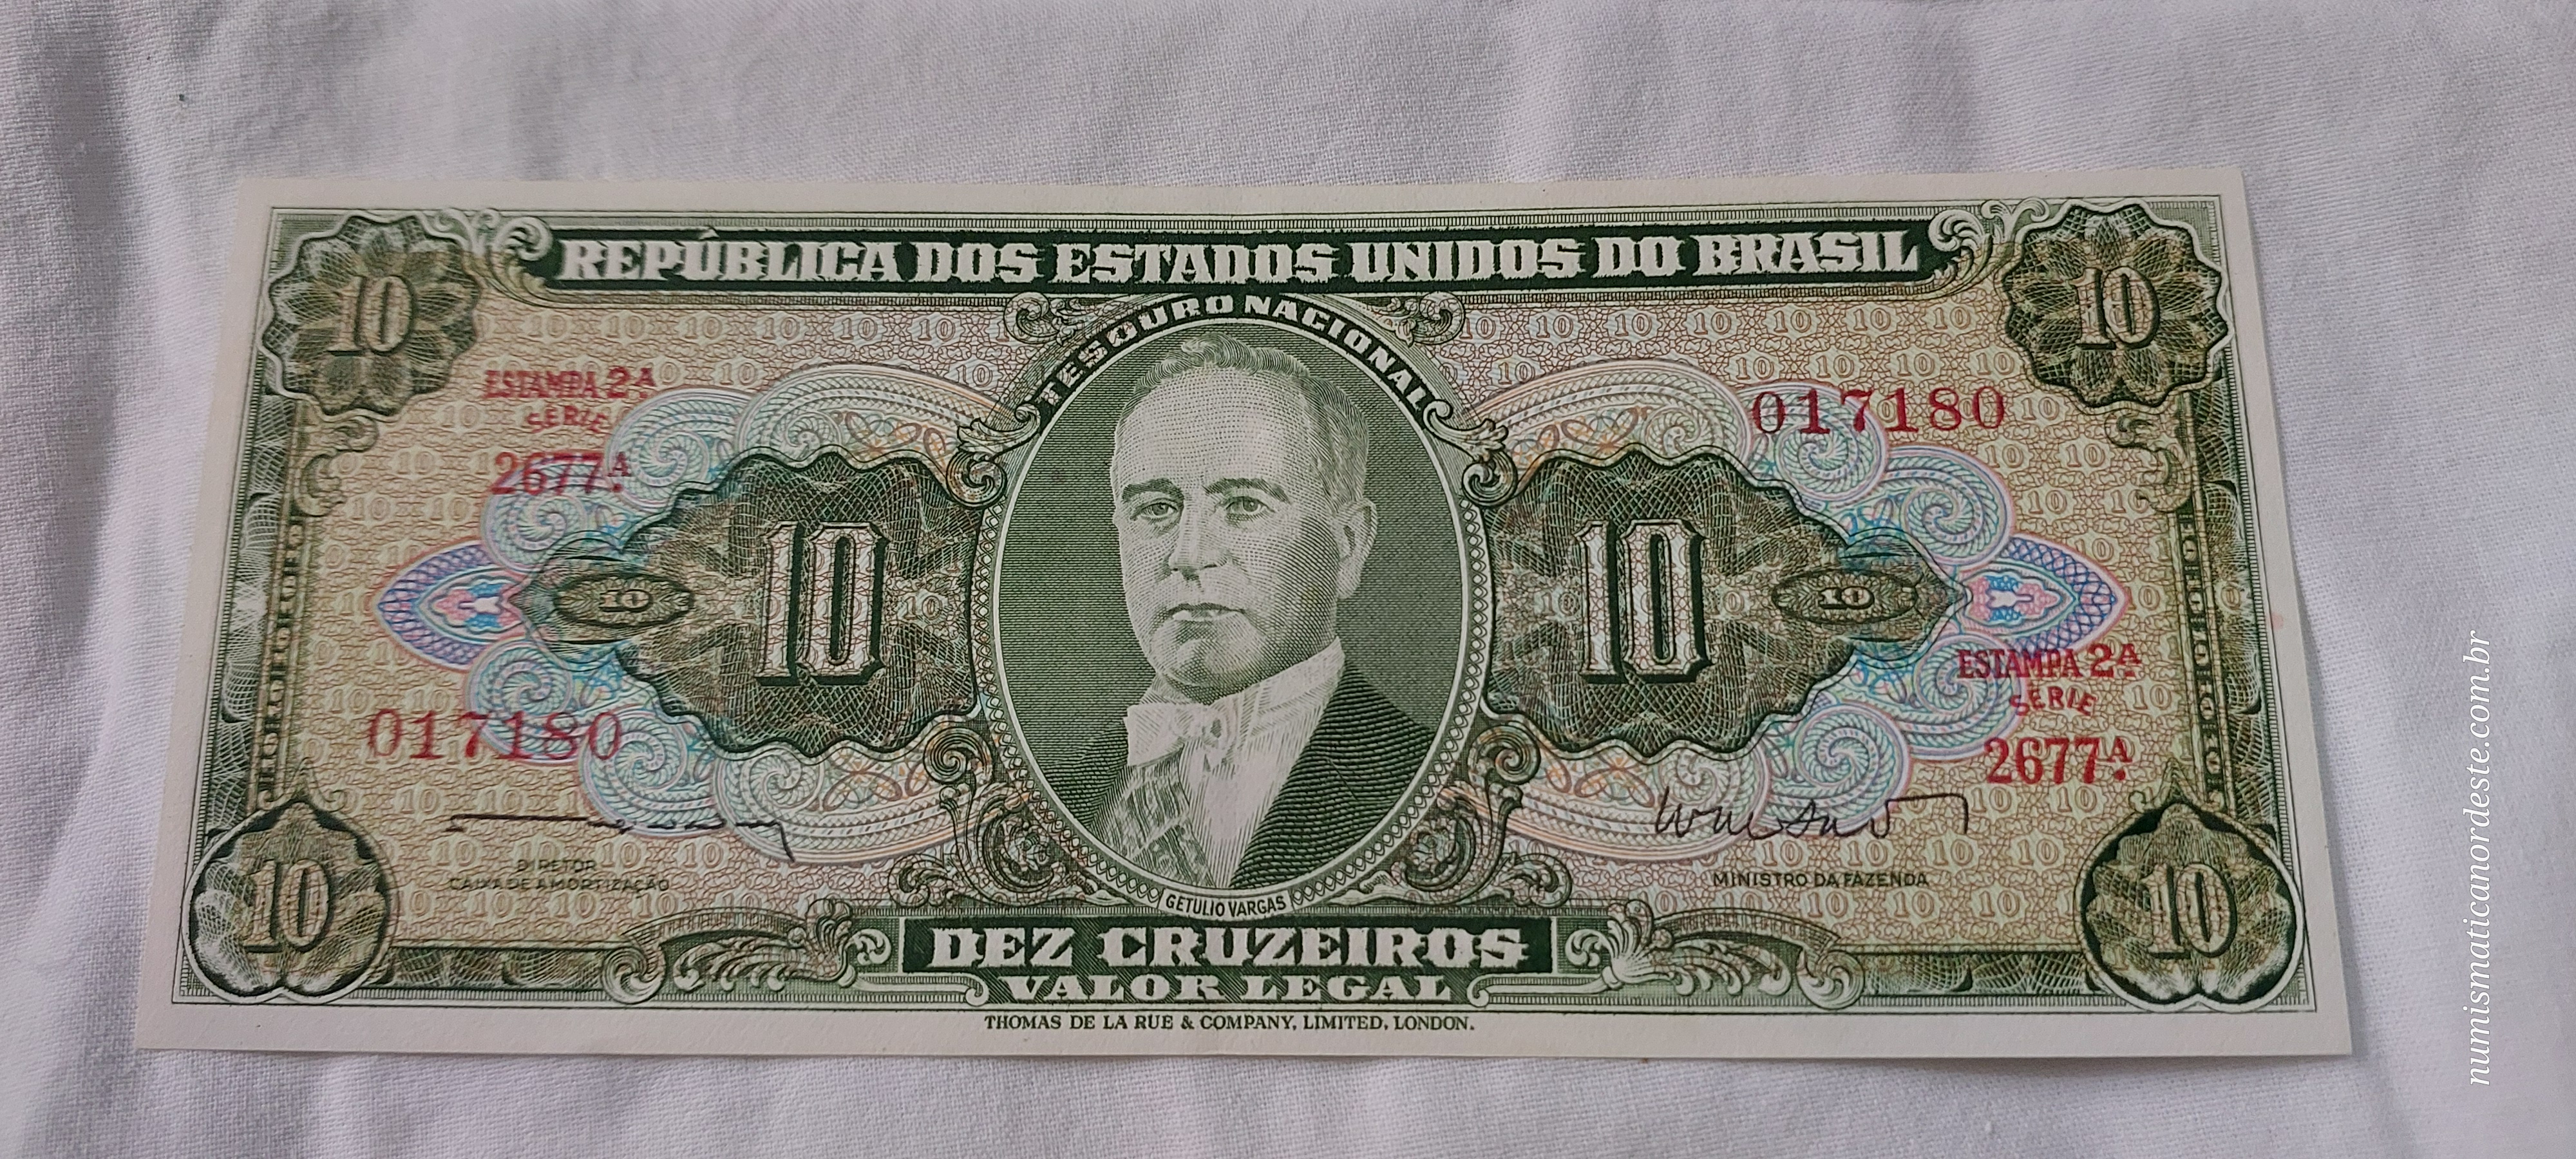 REPÚBLICA DOS ESTADOS UNIDOS DO BRASIL
TESOURO NACIONAL
10 10
ESTAMPA 2ª
SÉRIE
2677ª
017180
10 10 10 10
017180
ESTAMPA 2ª
SÉRIE
2677ª
DIRETOR
CAIXA DE AMORTIZAÇÃO
MINISTRO DA FAZENDA
GETULIO VARGAS
10 10
DEZ CRUZEIROS
VALOR LEGAL
THOMAS DE LA RUE & COMPANY, LIMITED, LONDON.
numismaticanordeste.com.br